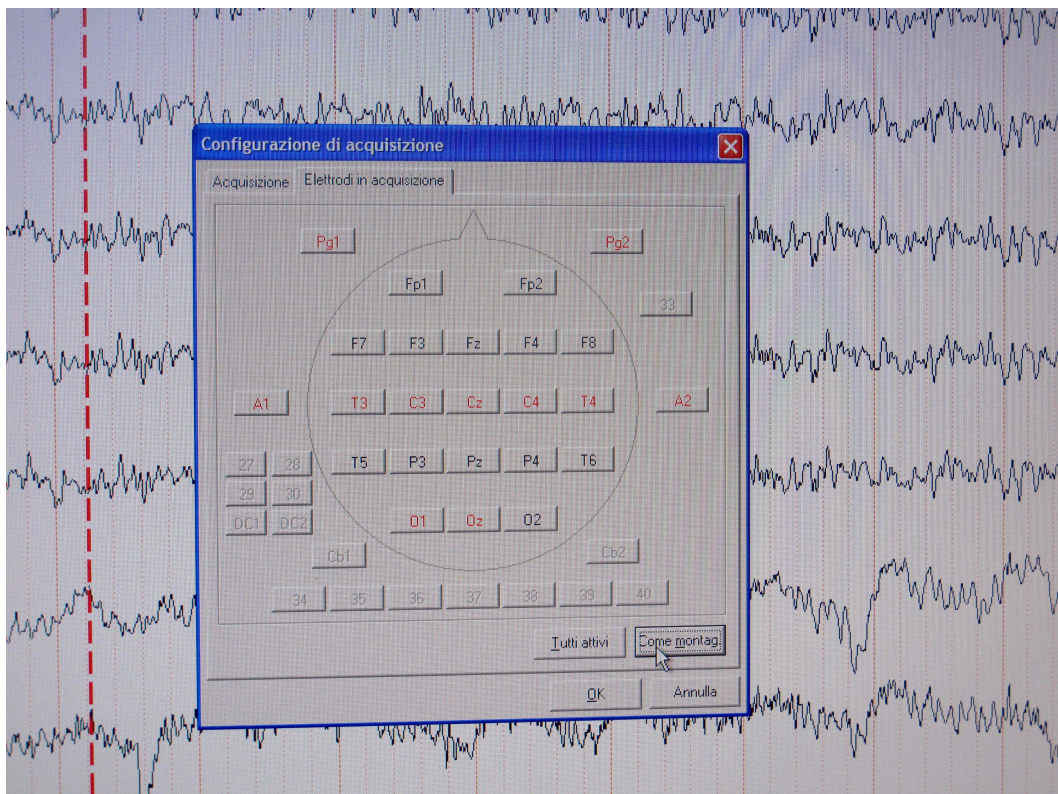 Configurazione di acquisizione
Acquisizione Elettrodi in acquisizione
Pg1 Pg2
Fp1 Fp2
33
F7 F3 Fz F4 F8
A1 T3 C3 Cz C4 T4 A2
27 28 T5 P3 Pz P4 T6
29 30
DC1 DC2 O1 Oz O2
Cb1 Cb2
34 35 36 37 38 39 40
Tutti attivi Come montag.
OK Annulla